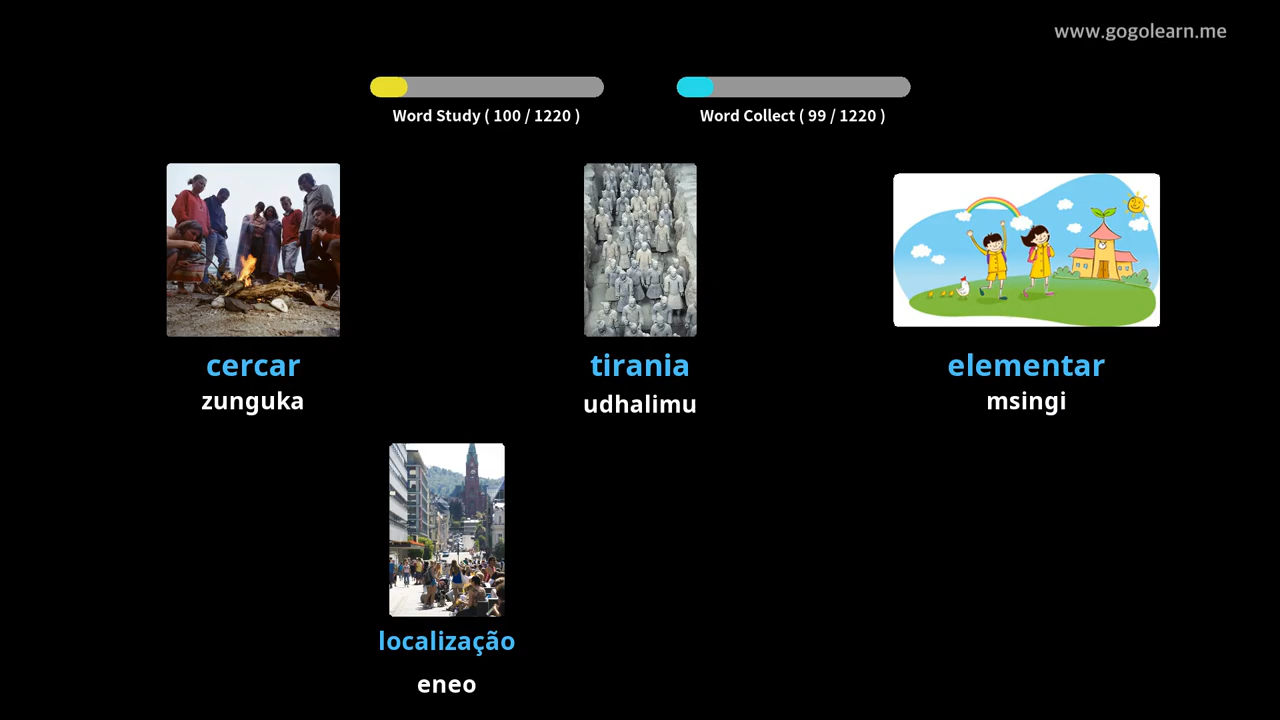 www.gogolearn.me
Word Study ( 100 / 1220 )
Word Collect ( 99 / 1220 )
cercar
zunguka
tirania
udhalimu
elementar
msingi
localização
eneo